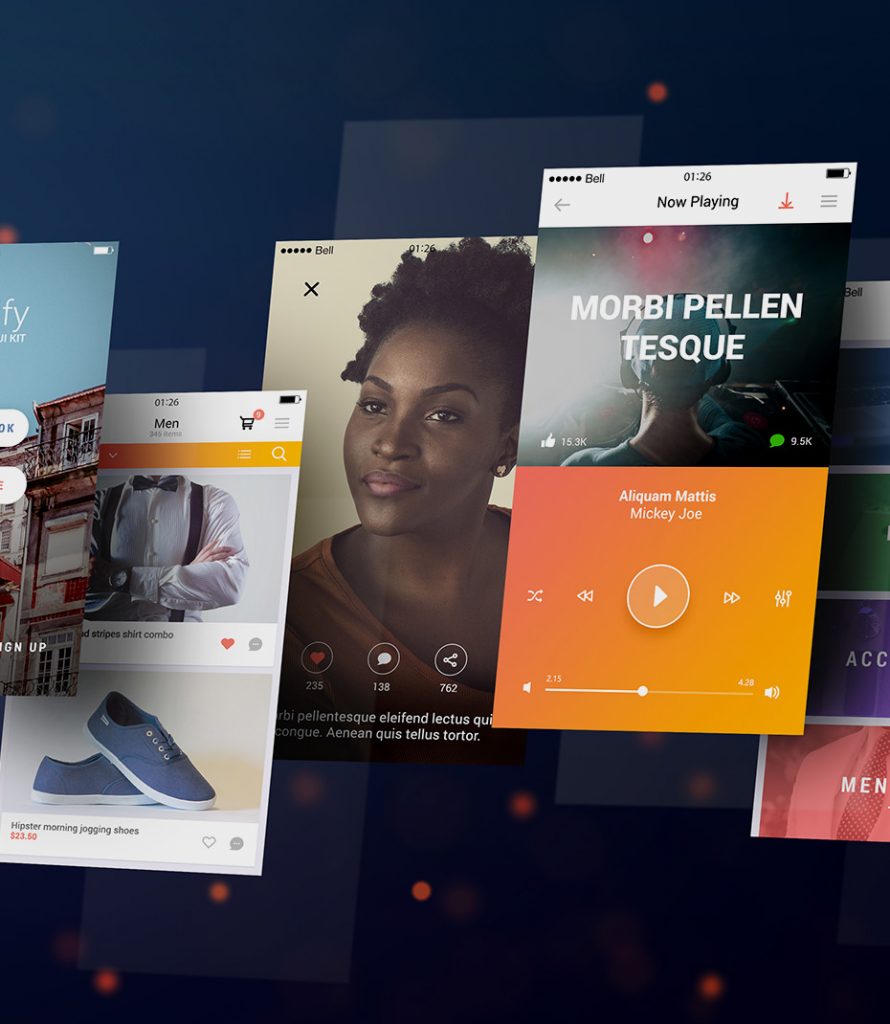 fy
UI KIT
OK
E
IGN UP
01:26
Men
346 items
9
d stripes shirt combo
Hipster morning jogging shoes
$23.50
Bell
01:26
235
138
762
rbi pellentesque eleifend lectus qui
congue. Aenean quis tellus tortor.
Bell
01:26
Now Playing
MORBI PELLEN
TESQUE
15.3K
9.5K
Aliquam Mattis
Mickey Joe
2.15
4.28
Bell
ACC
MEN